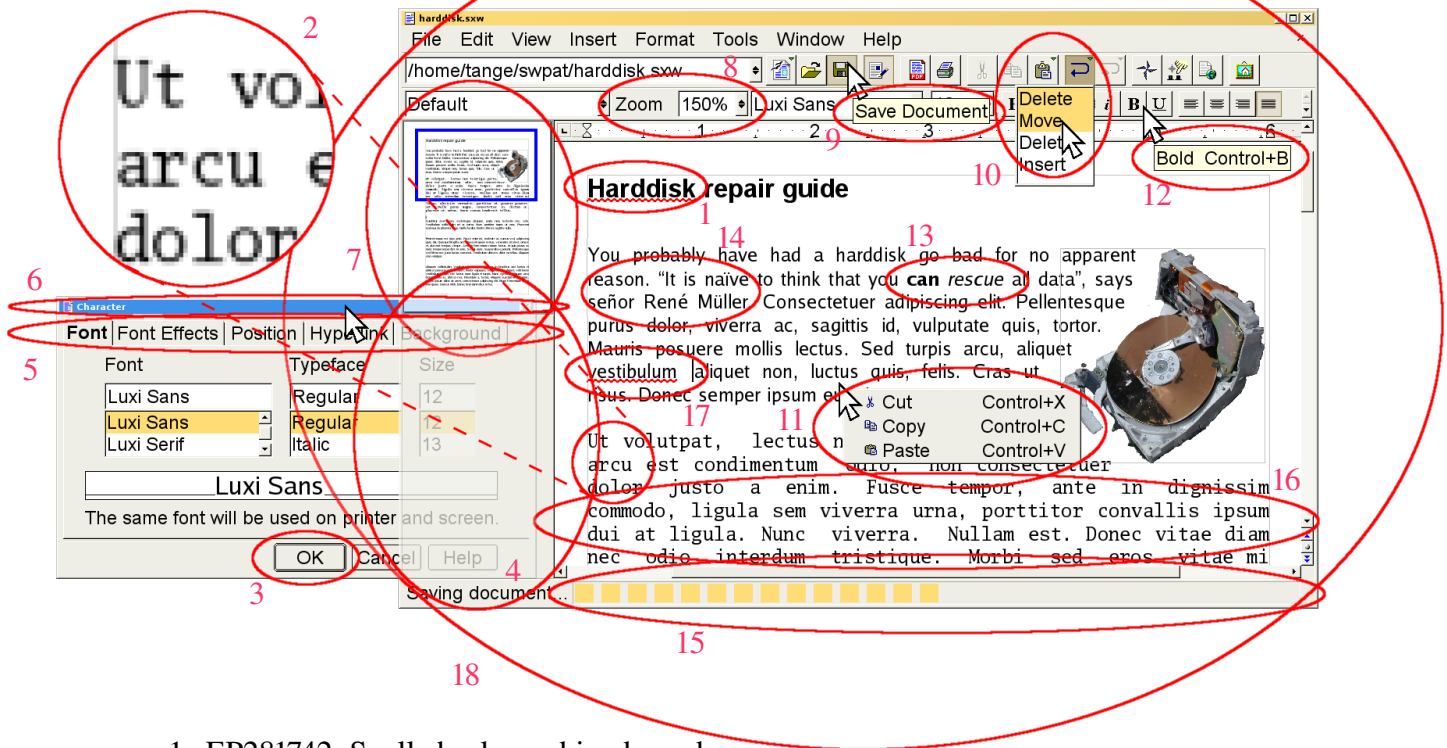 2
harddisk.sxw
File Edit View Insert Format Tools Window Help
/home/tange/swpat/harddisk.sxw
8
Default
Zoom 150%
Luxi Sans
Save Document
9
Delete
Move
Delet
Insert
10
i B U
Bold Control+B
12
1 2 3 6
Ut vol
arcu e
dolor
Harddisk repair guide
1
14
13
You probably have had a harddisk go bad for no apparent
reason. “It is naïve to think that you can rescue al data”, says
señor René Müller. Consectetuer adipiscing elit. Pellentesque
purus dolor, viverra ac, sagittis id, vulputate quis, tortor.
Mauris posuere mollis lectus. Sed turpis arcu, aliquet
vestibulum aliquet non, luctus quis, felis. Cras ut
risus. Donec semper ipsum et
17
11
Cut Control+X
Copy Control+C
Paste Control+V
Ut volutpat, lectus n
arcu est condimentum odio, non consectetuer
dolor justo a enim. Fusce tempor, ante in dignissim
16
commodo, ligula sem viverra urna, porttitor convallis ipsum
dui at ligula. Nunc viverra. Nullam est. Donec vitae diam
nec odio interdum tristique. Morbi sed eros vitae mi
7
6
Character
Font Font Effects Position Hyperlink Background
5
Font Typeface Size
Luxi Sans Regular 12
Luxi Sans Regular 12
Luxi Serif Italic 13
Luxi Sans
The same font will be used on printer and screen.
OK Cancel Help
3
4
Saving document...
15
18